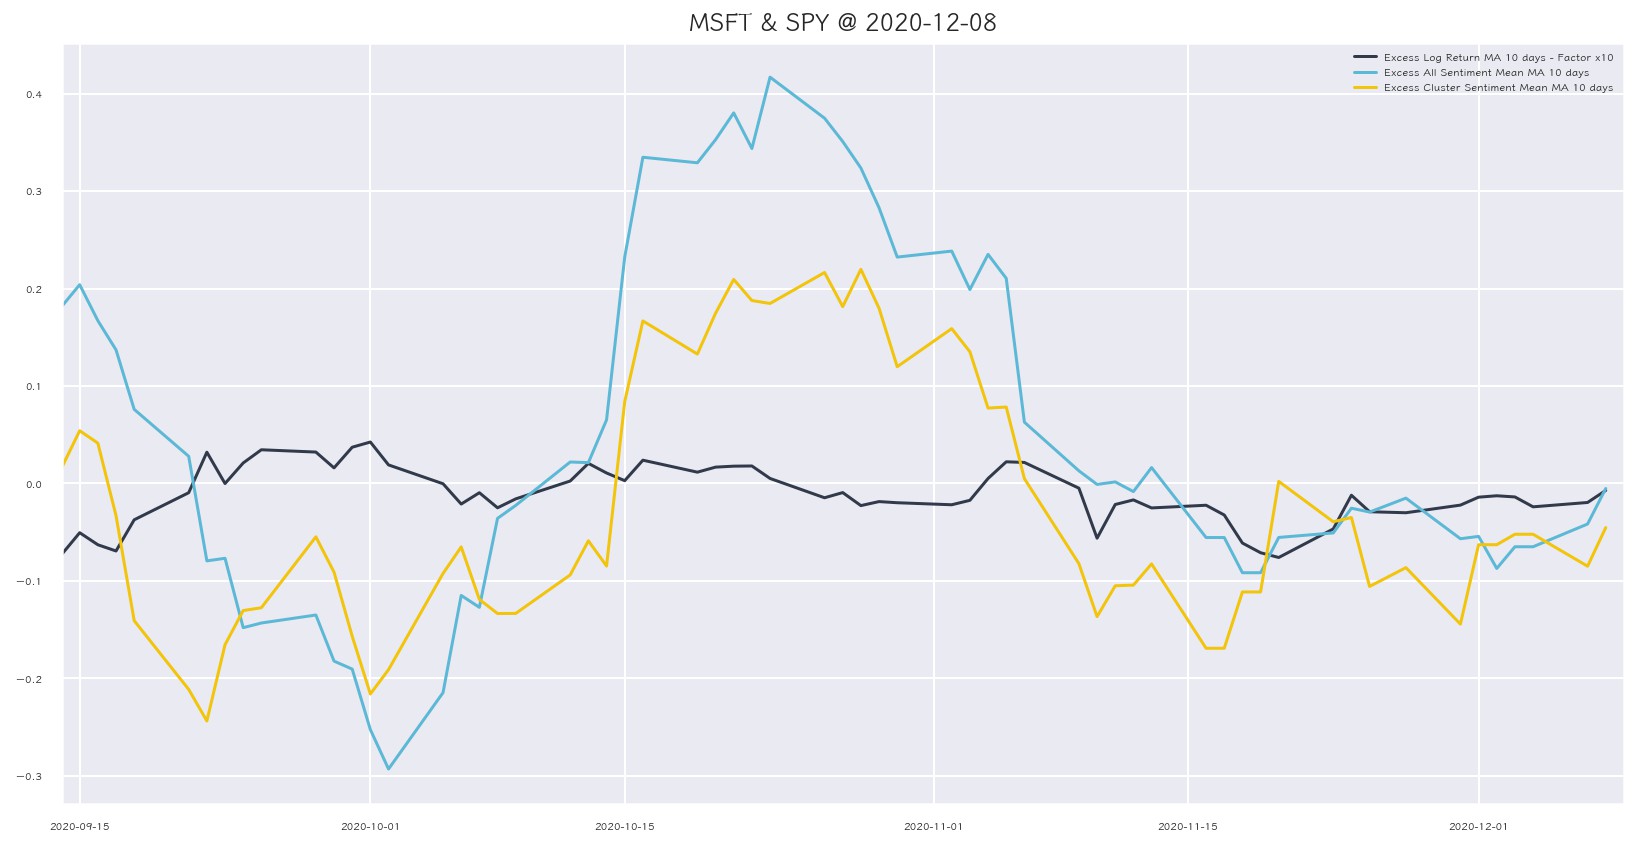 MSFT & SPY @ 2020-12-08
Excess Log Return MA 10 days - Factor x10
Excess All Sentiment Mean MA 10 days
Excess Cluster Sentiment Mean MA 10 days
0.4
0.3
0.2
0.1
0.0
−0.1
−0.2
−0.3
2020-09-15 2020-10-01 2020-10-15 2020-11-01 2020-11-15 2020-12-01